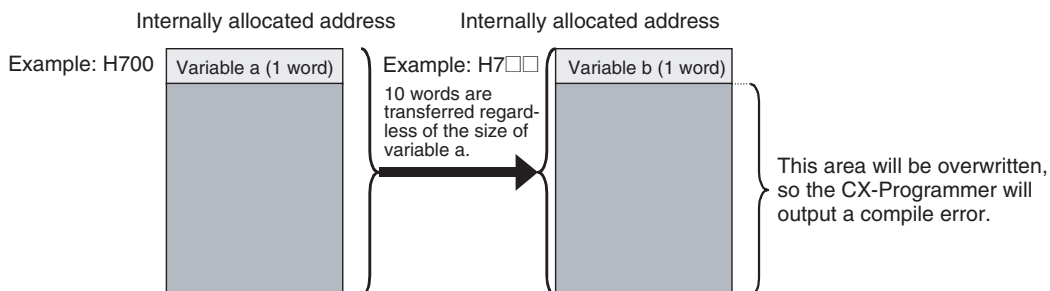 Internally allocated address
Internally allocated address
Example: H700
Variable a (1 word)
Example: H7□□
Variable b (1 word)
10 words are
transferred regard-
less of the size of
variable a.
This area will be overwritten,
so the CX-Programmer will
output a compile error.